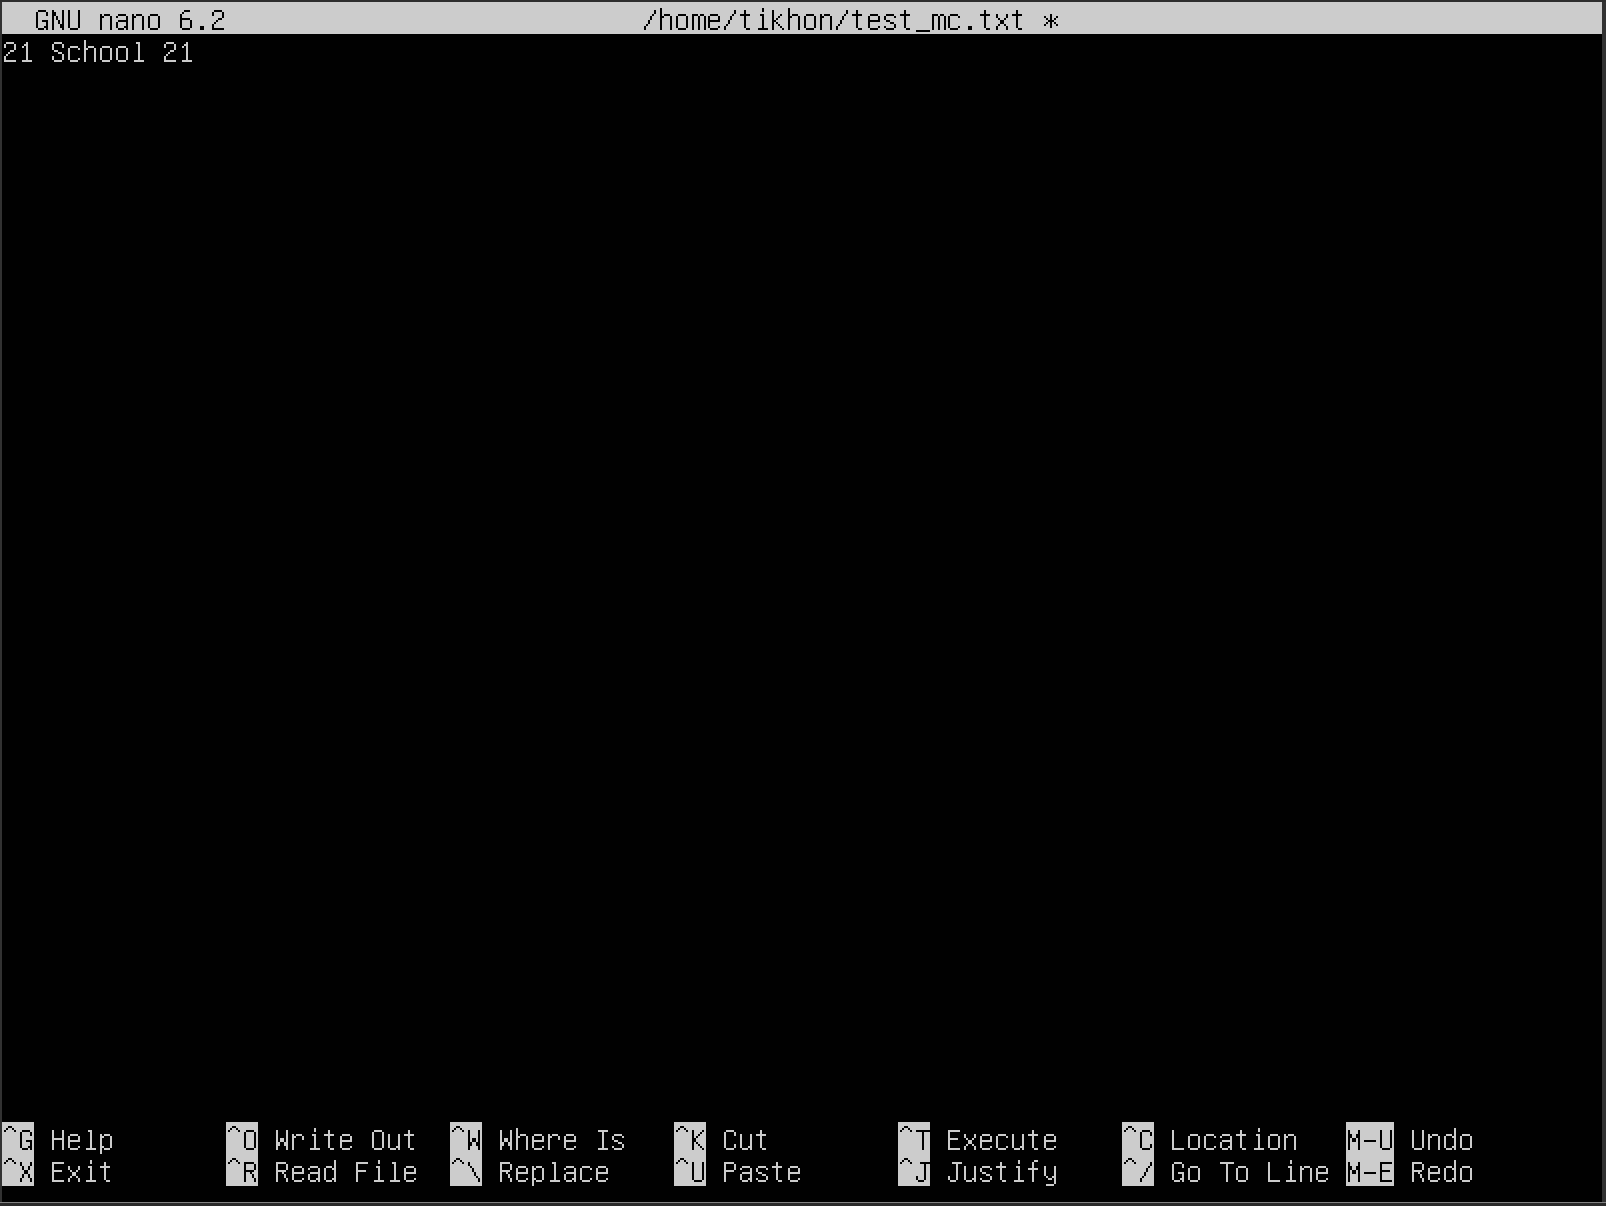 GNU nano 6.2 /home/tikhon/test_mc.txt *
21 School 21
^G Help ^O Write Out ^W Where Is ^K Cut ^T Execute ^C Location M-U Undo
^X Exit ^R Read File ^\ Replace ^U Paste ^J Justify ^/ Go To Line M-E Redo